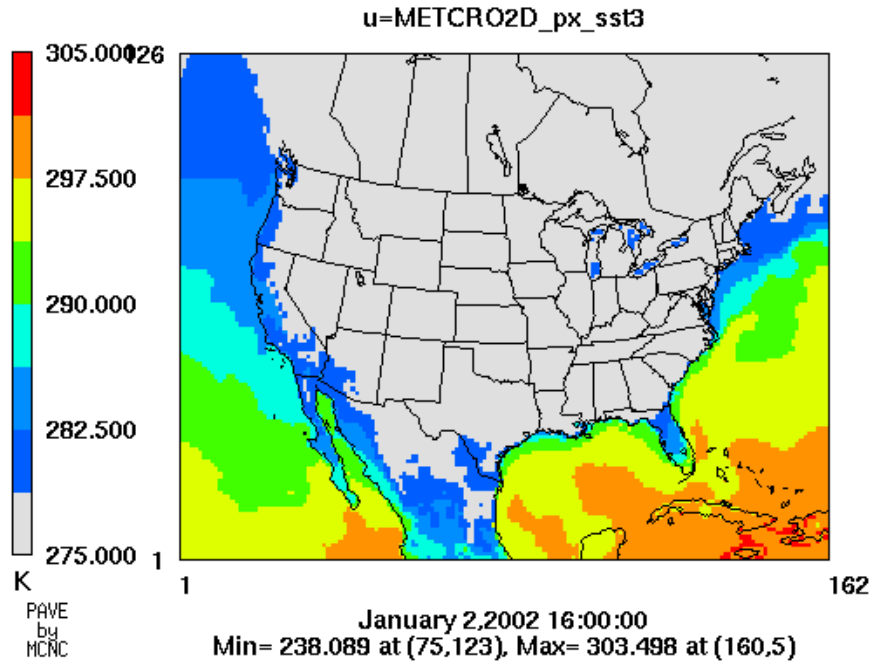 u=METCRO2D_px_sst3
305.000
126
297.500
290.000
282.500
275.000
1
K
1
162
PAVE
by
MCNC
January 2,2002 16:00:00
Min= 238.089 at (75,123), Max= 303.498 at (160,5)